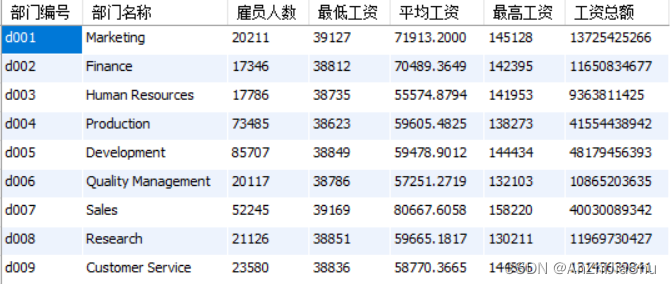 部门编号 部门名称 雇员人数 最低工资 平均工资 最高工资 工资总额
d001 Marketing 20211 39127 71913.2000 145128 13725425266
d002 Finance 17346 38812 70489.3649 142395 11650834677
d003 Human Resources 17786 38735 55574.8794 141953 9363811425
d004 Production 73485 38623 59605.4825 138273 41554438942
d005 Development 85707 38849 59478.9012 144434 48179456393
d006 Quality Management 20117 38786 57251.2719 132103 10865203635
d007 Sales 52245 39169 80667.6058 158220 40030089342
d008 Research 21126 38851 59665.1817 130211 11969730427
d009 Customer Service 23580 38836 58770.3665